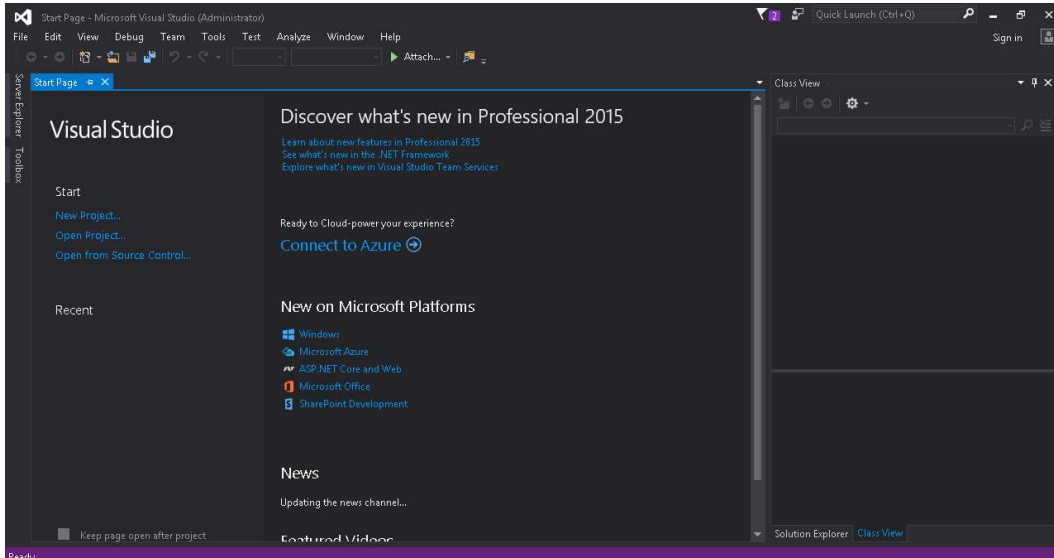 Start Page - Microsoft Visual Studio (Administrator)
2
Quick Launch (Ctrl+Q)
File Edit View Debug Team Tools Test Analyze Window Help
Sign in
Attach...
Server Explorer
Toolbox
Start Page
Visual Studio
Start
New Project...
Open Project...
Open from Source Control...
Recent
Keep page open after project
Discover what's new in Professional 2015
Learn about new features in Professional 2015
See what's new in the .NET Framework
Explore what's new in Visual Studio Team Services
Ready to Cloud-power your experience?
Connect to Azure
New on Microsoft Platforms
Windows
Microsoft Azure
ASP.NET Core and Web
Microsoft Office
SharePoint Development
News
Updating the news channel...
Featured Videos
Class View
Solution Explorer Class View
Ready